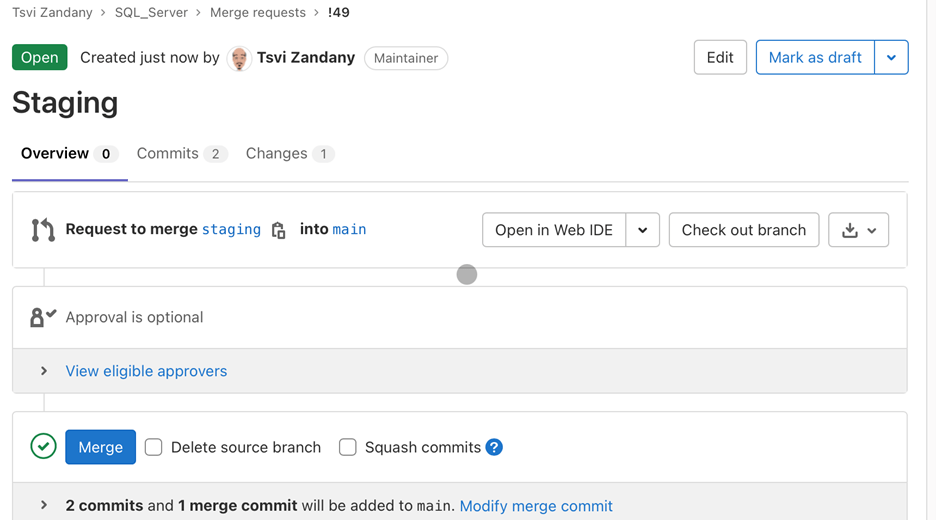 Tsvi Zandany › SQL_Server › Merge requests › !49
Open Created just now by Tsvi Zandany Maintainer Edit Mark as draft
Staging
Overview 0 Commits 2 Changes 1
Request to merge staging into main Open in Web IDE Check out branch
Approval is optional
View eligible approvers
Merge Delete source branch Squash commits ?
2 commits and 1 merge commit will be added to main. Modify merge commit